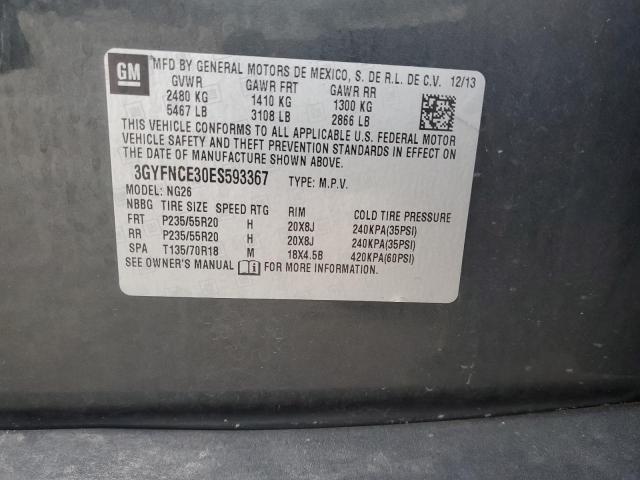 GM
MFD BY GENERAL MOTORS DE MEXICO, S. DE R.L. DE C.V. 12/13
GVWR GAWR FRT GAWR RR
2480 KG 1410 KG 1300 KG
5467 LB 3108 LB 2866 LB
THIS VEHICLE CONFORMS TO ALL APPLICABLE U.S. FEDERAL MOTOR
VEHICLE SAFETY AND THEFT PREVENTION STANDARDS IN EFFECT ON
THE DATE OF MANUFACTURE SHOWN ABOVE.
3GYFNCE30ES593367 TYPE: M.P.V.
MODEL: NG26
NBBG TIRE SIZE SPEED RTG RIM COLD TIRE PRESSURE
FRT P235/55R20 H 20X8J 240KPA(35PSI)
RR P235/55R20 H 20X8J 240KPA(35PSI)
SPA T135/70R18 M 18X4.5B 420KPA(60PSI)
SEE OWNER'S MANUAL FOR MORE INFORMATION.